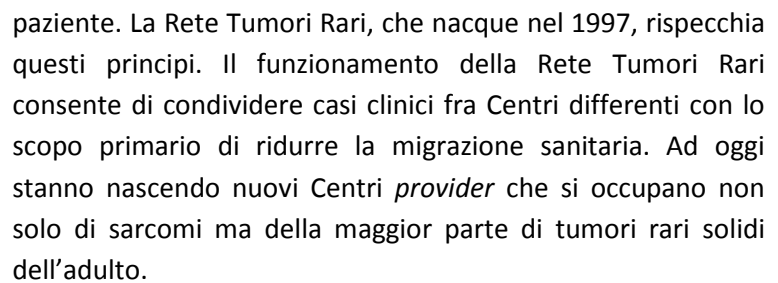 paziente. La Rete Tumori Rari, che nacque nel 1997, rispecchia
questi principi. Il funzionamento della Rete Tumori Rari
consente di condividere casi clinici fra Centri differenti con lo
scopo primario di ridurre la migrazione sanitaria. Ad oggi
stanno nascendo nuovi Centri provider che si occupano non
solo di sarcomi ma della maggior parte di tumori rari solidi
dell’adulto.